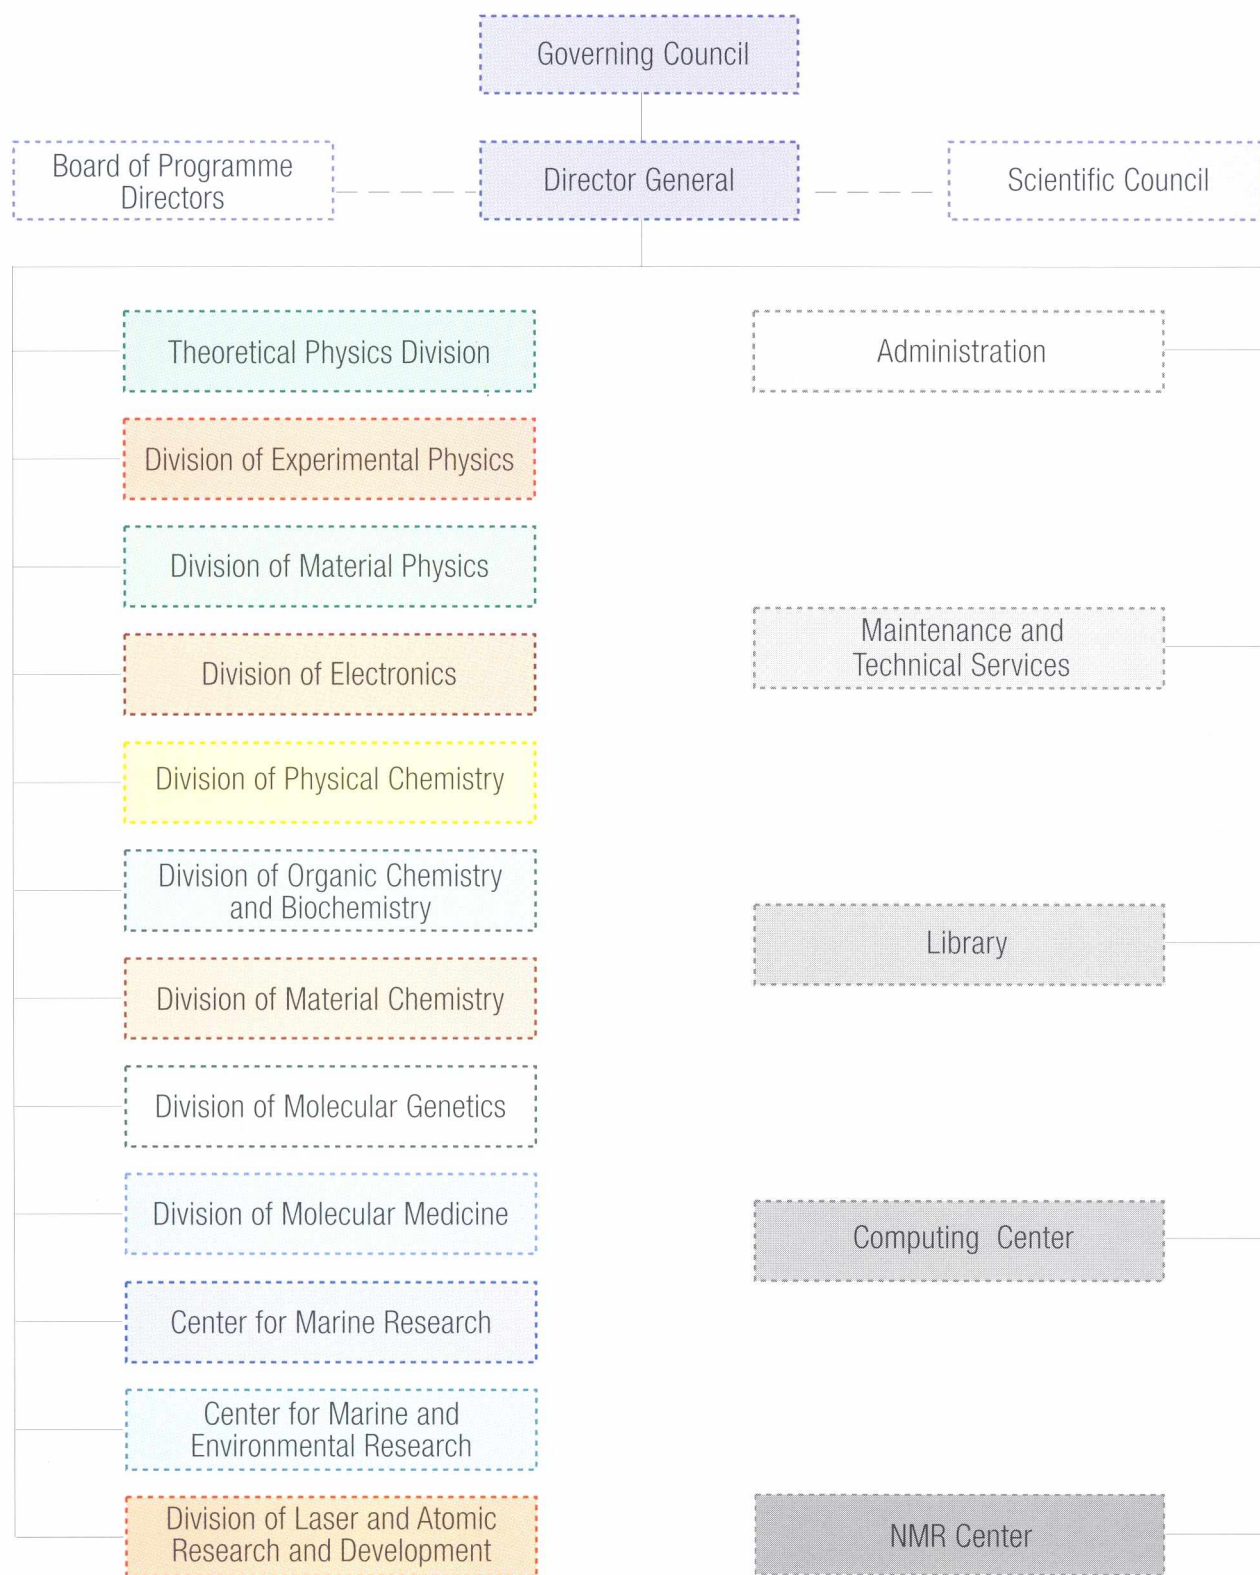 Governing Council
Board of Programme
Directors
Director General
Scientific Council
Theoretical Physics Division
Division of Experimental Physics
Division of Material Physics
Division of Electronics
Division of Physical Chemistry
Division of Organic Chemistry
and Biochemistry
Division of Material Chemistry
Division of Molecular Genetics
Division of Molecular Medicine
Center for Marine Research
Center for Marine and
Environmental Research
Division of Laser and Atomic
Research and Development
Administration
Maintenance and
Technical Services
Library
Computing Center
NMR Center